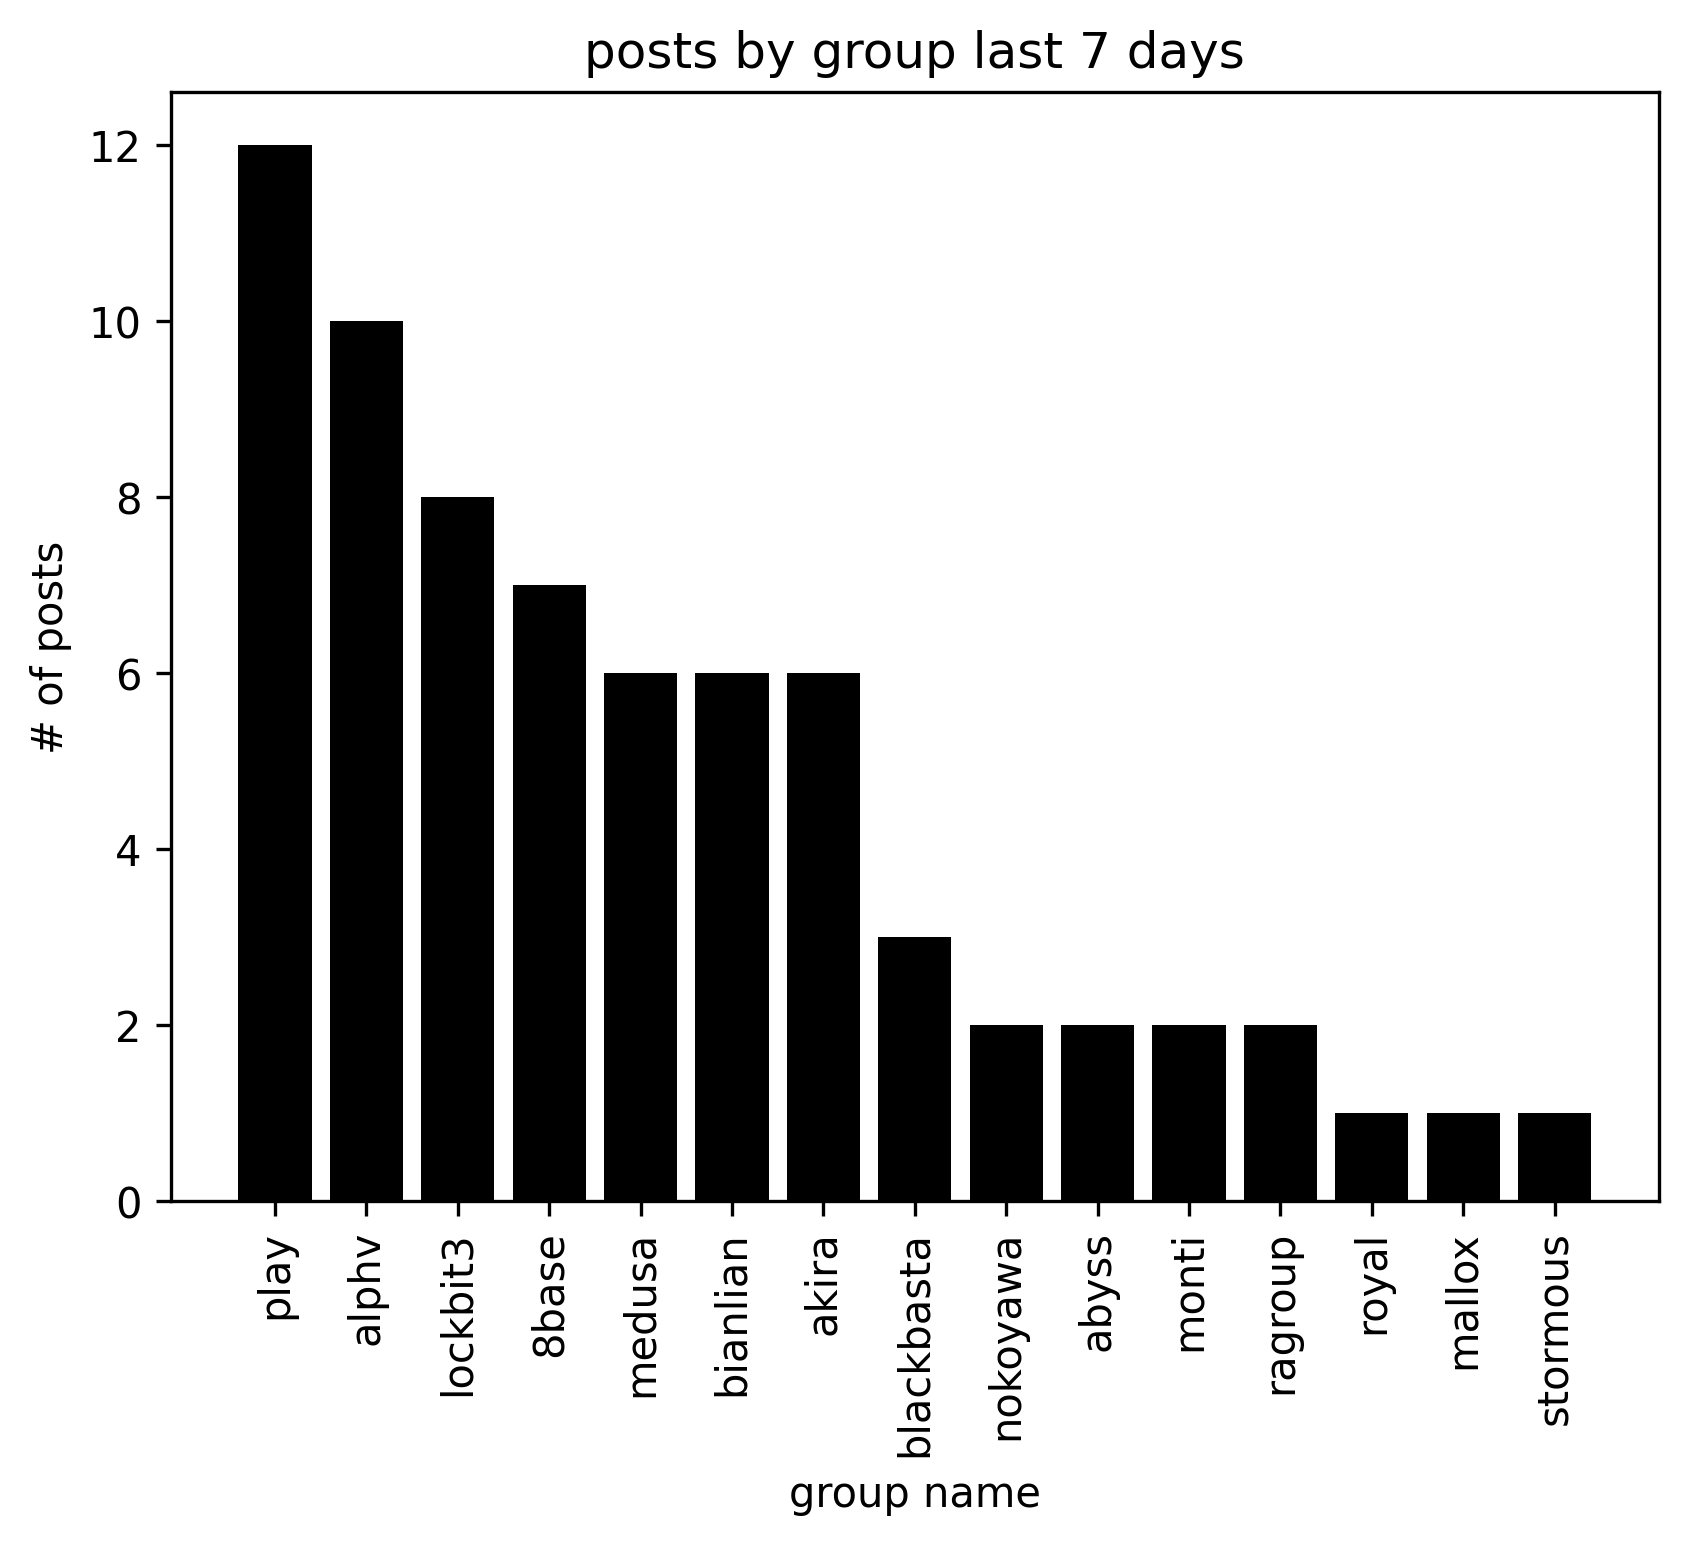 posts by group last 7 days
12
10
8
6
4
2
0
# of posts
play
alphv
lockbit3
8base
medusa
bianlian
akira
blackbasta
nokoyawa
abyss
monti
ragroup
royal
mallox
stormous
group name